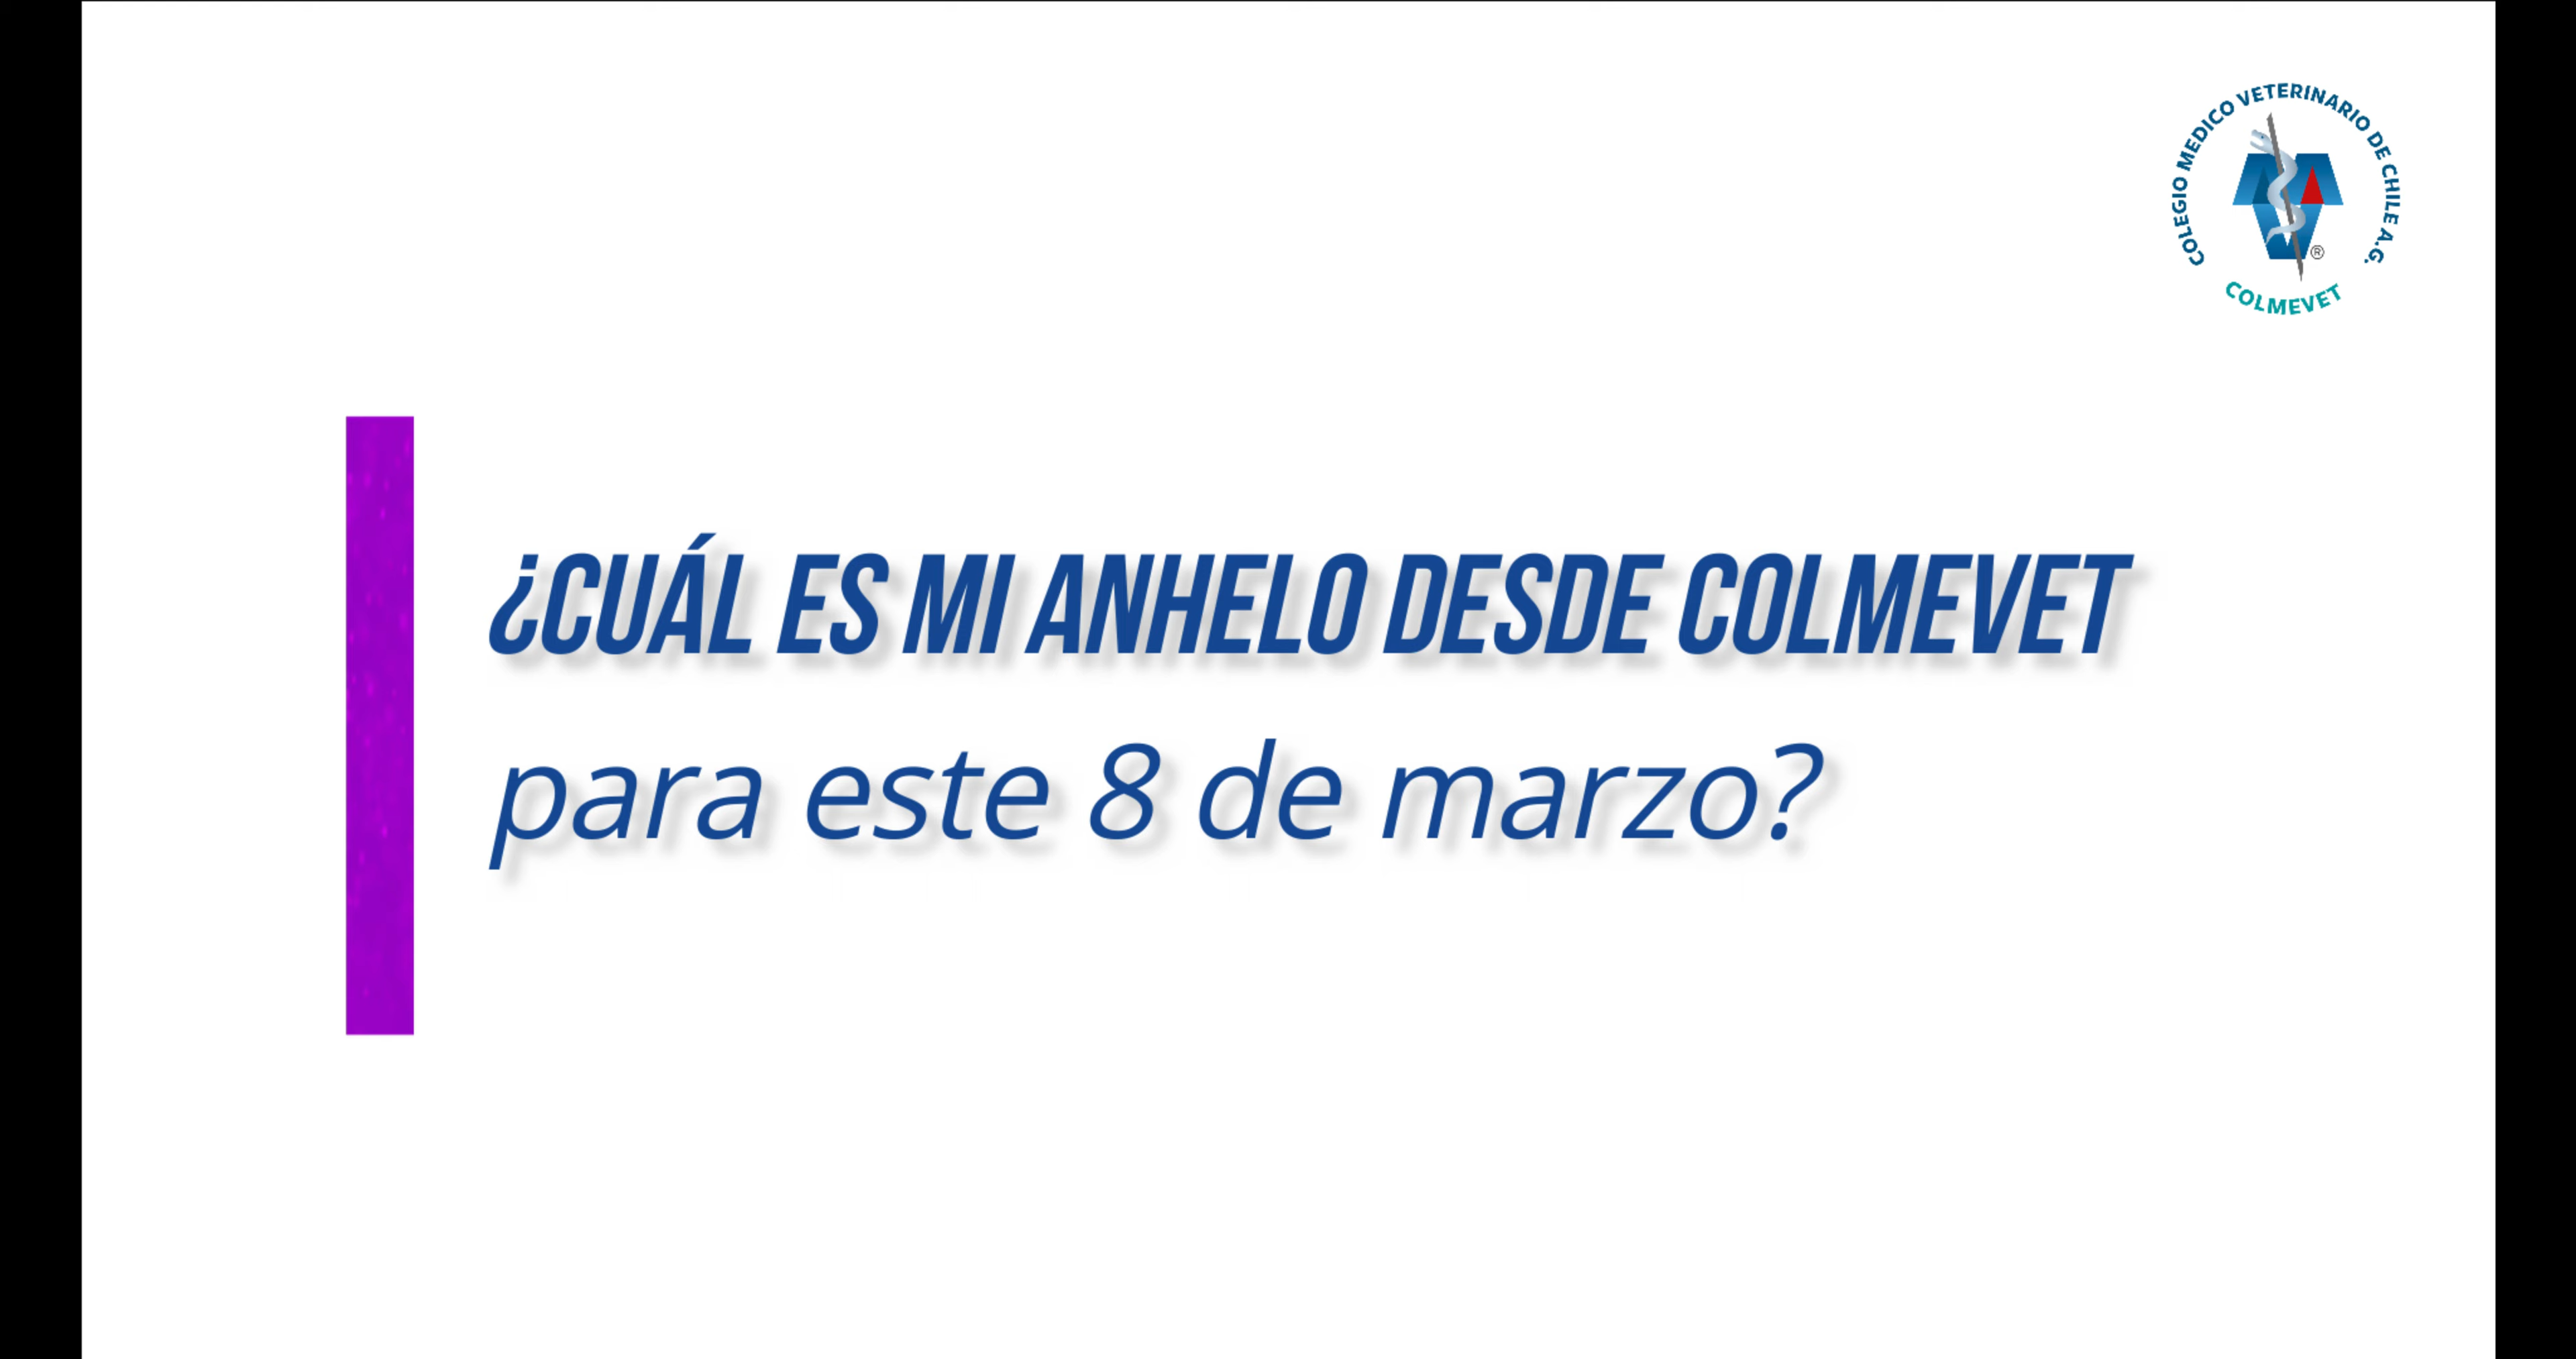 COLEGIO MEDICO VETERINARIO DE CHILE A.G.
®
COLMEVET
¿CUÁL ES MI ANHELO DESDE COLMEVET
para este 8 de marzo?